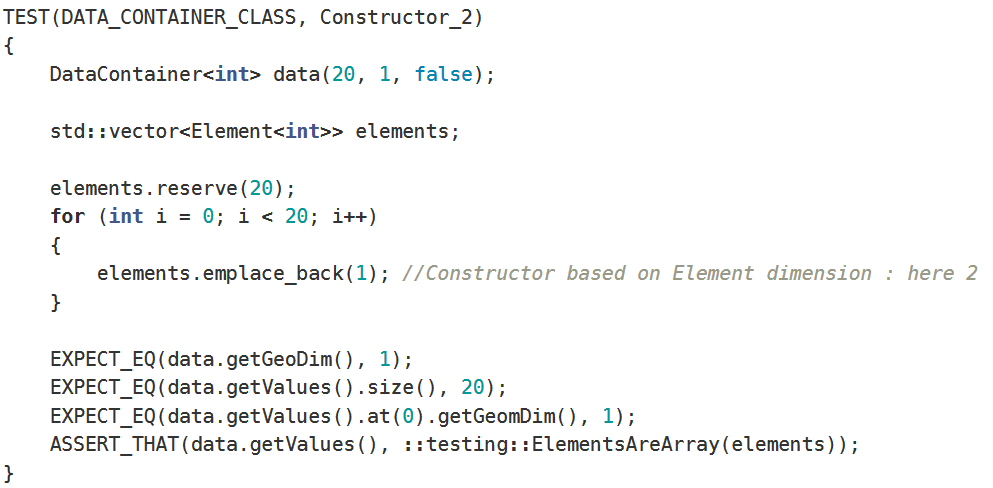 TEST(DATA_CONTAINER_CLASS, Constructor_2)
{
    DataContainer<int> data(20, 1, false);

    std::vector<Element<int>> elements;

    elements.reserve(20);
    for (int i = 0; i < 20; i++)
    {
        elements.emplace_back(1); //Constructor based on Element dimension : here 2
    }

    EXPECT_EQ(data.getGeoDim(), 1);
    EXPECT_EQ(data.getValues().size(), 20);
    EXPECT_EQ(data.getValues().at(0).getGeomDim(), 1);
    ASSERT_THAT(data.getValues(), ::testing::ElementsAreArray(elements));
}